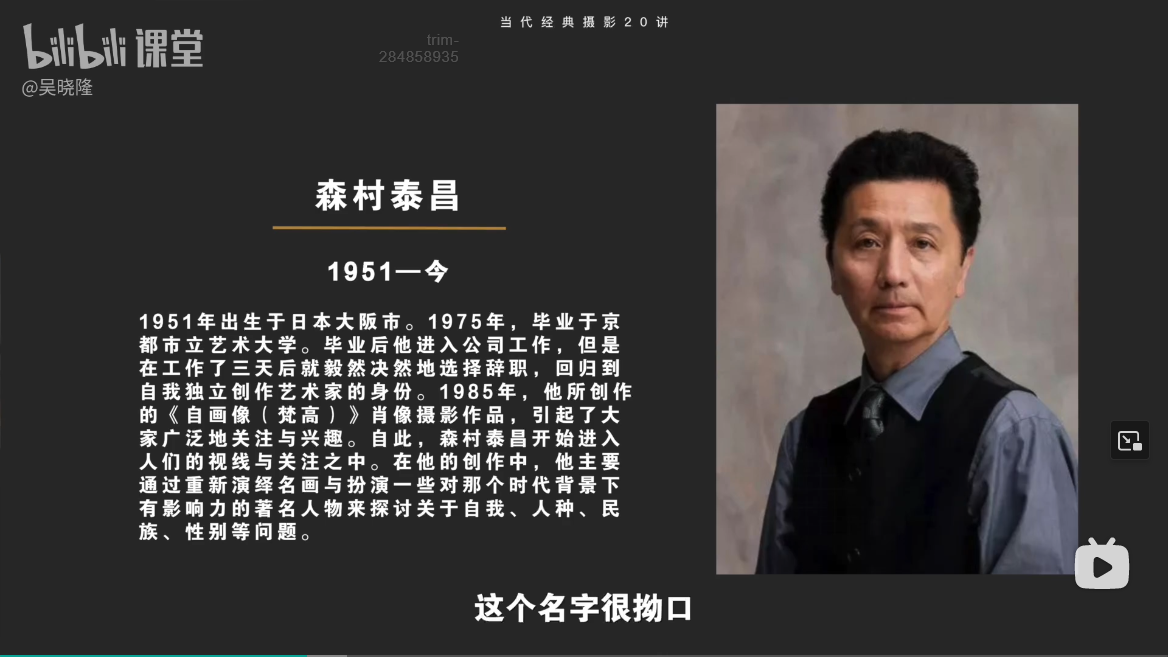 当代经典摄影20讲
bilibili 课堂
trim-
284858935
@吴晓隆
森村泰昌
1951—今
1951年出生于日本大阪市。1975年，毕业于京
都市立艺术大学。毕业后他进入公司工作，但是
在工作了三天后就毅然决然地选择辞职，回归到
自我独立创作艺术家的身份。1985年，他所创作
的《自画像（梵高）》肖像摄影作品，引起了大
家广泛地关注与兴趣。自此，森村泰昌开始进入
人们的视线与关注之中。在他的创作中，他主要
通过重新演绎名画与扮演一些对那个时代背景下
有影响力的著名人物来探讨关于自我、人种、民
族、性别等问题。
这个名字很拗口